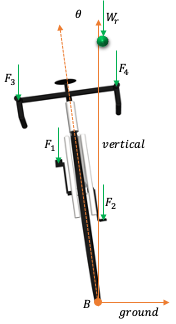 θ
W_r
F_3
F_4
F_1
vertical
F_2
B
ground